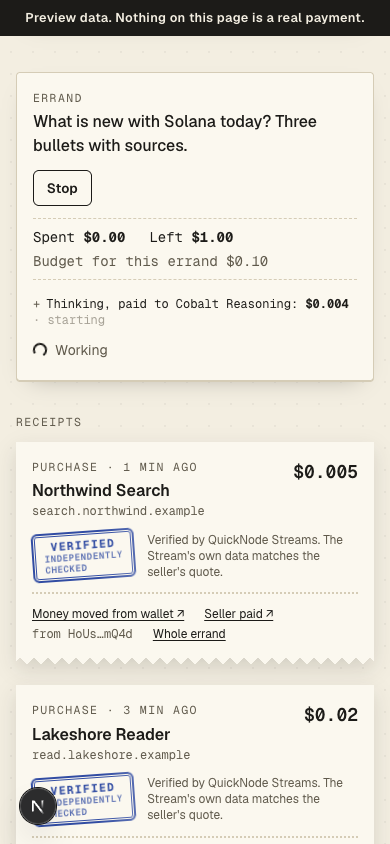 Preview data. Nothing on this page is a real payment.
ERRAND
What is new with Solana today? Three
bullets with sources.
Stop
Spent $0.00 Left $1.00
Budget for this errand $0.10
+ Thinking, paid to Cobalt Reasoning: $0.004
· starting
Working
RECEIPTS
PURCHASE · 1 MIN AGO
$0.005
Northwind Search
search.northwind.example
VERIFIED
INDEPENDENTLY
CHECKED
Verified by QuickNode Streams. The
Stream's own data matches the
seller's quote.
Money moved from wallet ↗ Seller paid ↗
from HoUs…mQ4d Whole errand
PURCHASE · 3 MIN AGO
$0.02
Lakeshore Reader
read.lakeshore.example
VERIFIED
Verified by QuickNode Streams. The
Stream's own data matches the
seller's quote.
N